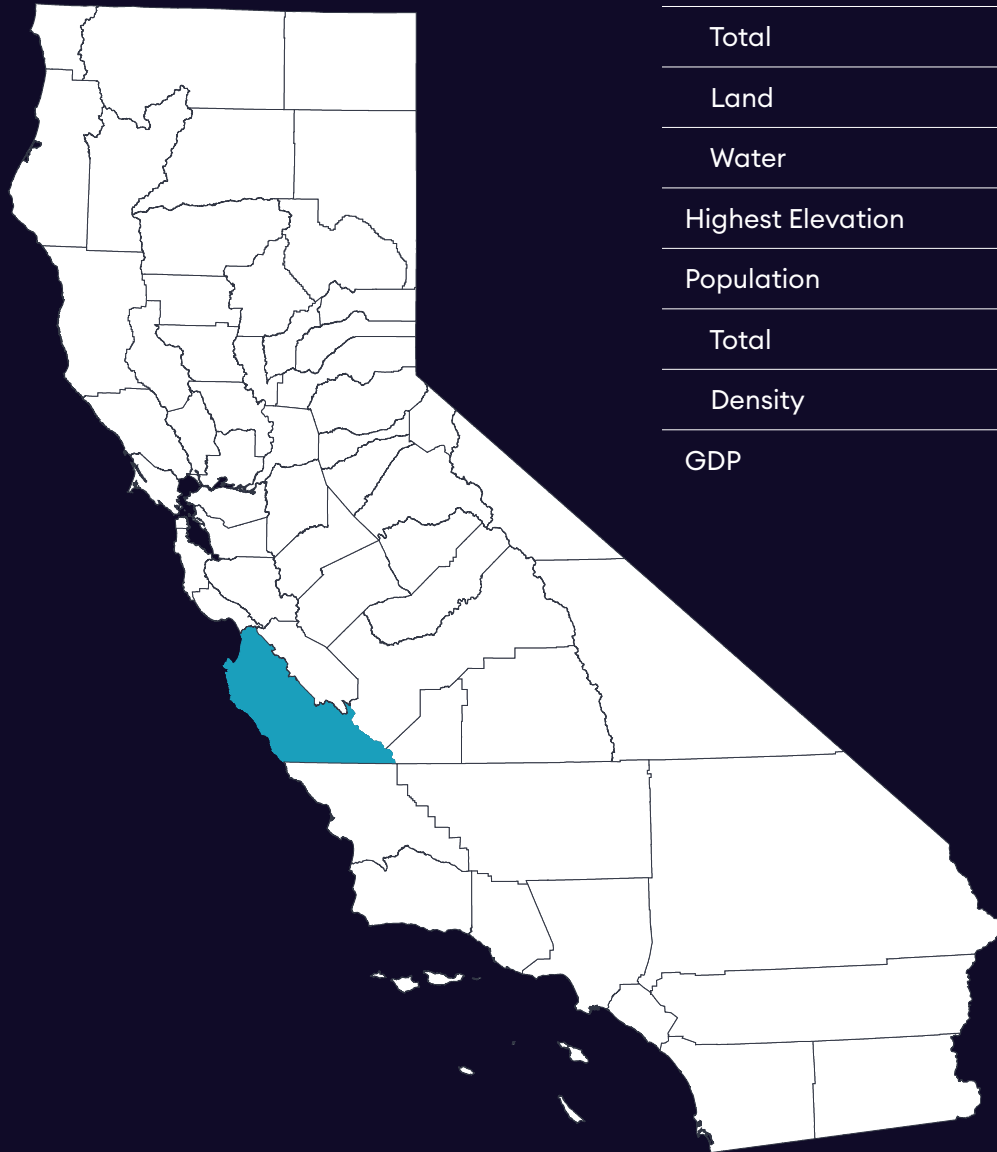 Total
Land
Water
Highest Elevation
Population
Total
Density
GDP